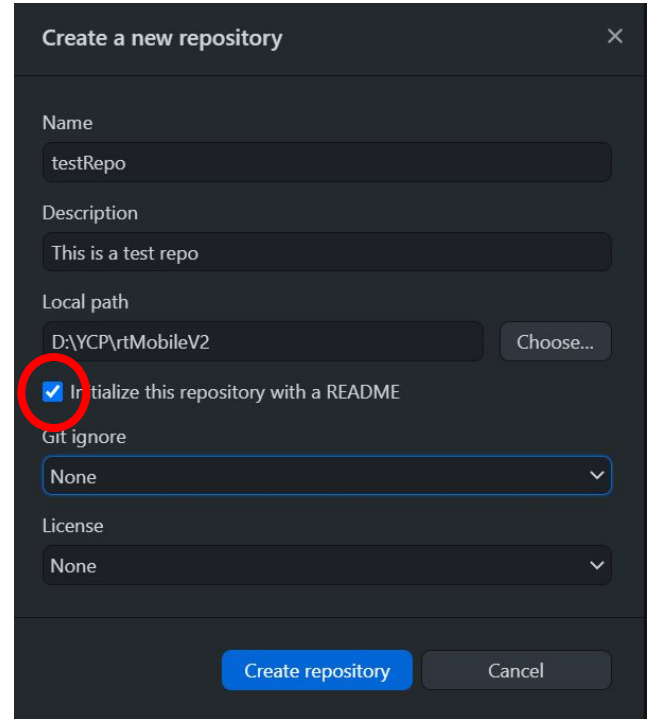 Create a new repository
Name
testRepo
Description
This is a test repo
Local path
D:\YCP\rtMobileV2
Choose...
Initialize this repository with a README
Git ignore
None
License
None
Create repository
Cancel